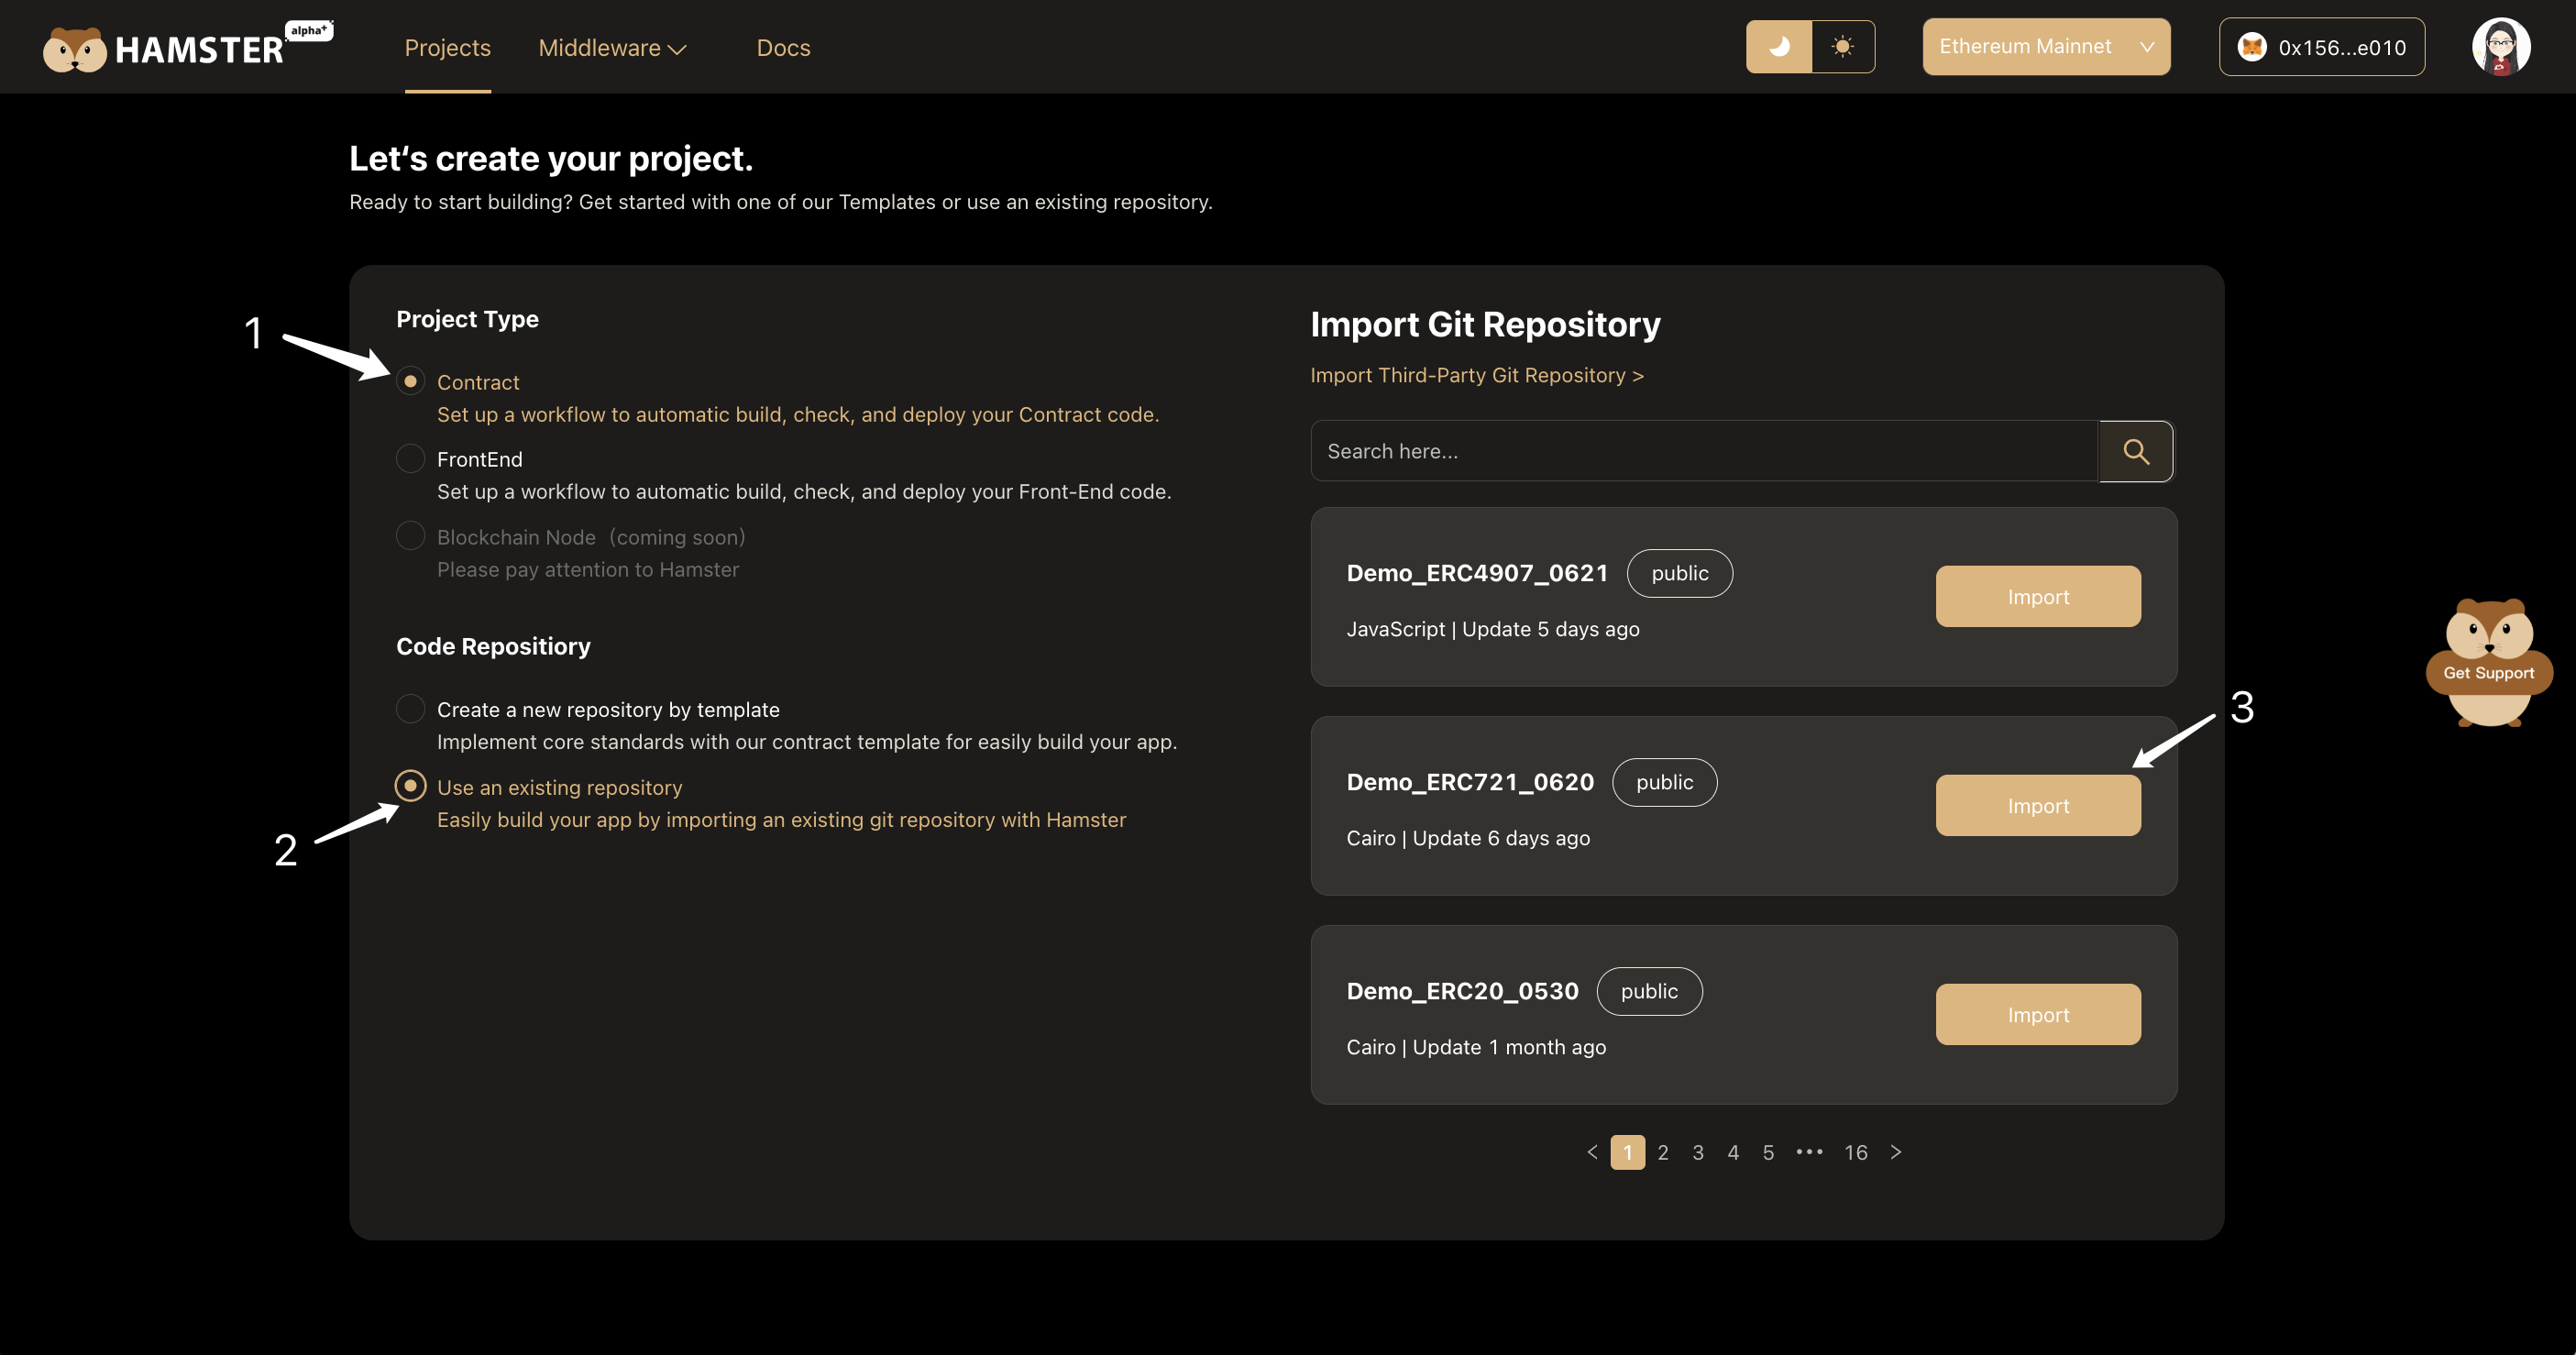 HAMSTER alpha+
Projects
Middleware
Docs
Ethereum Mainnet
0x156...e010
Let‘s create your project.
Ready to start building? Get started with one of our Templates or use an existing repository.
1
Project Type
Contract
Set up a workflow to automatic build, check, and deploy your Contract code.
FrontEnd
Set up a workflow to automatic build, check, and deploy your Front-End code.
Blockchain Node（coming soon）
Please pay attention to Hamster
Code Repositiory
Create a new repository by template
Implement core standards with our contract template for easily build your app.
Use an existing repository
Easily build your app by importing an existing git repository with Hamster
2
Import Git Repository
Import Third-Party Git Repository >
Search here...
Demo_ERC4907_0621 public
JavaScript | Update 5 days ago
Import
Demo_ERC721_0620 public
Cairo | Update 6 days ago
Import
3
Demo_ERC20_0530 public
Cairo | Update 1 month ago
Import
< 1 2 3 4 5 ••• 16 >
Get Support